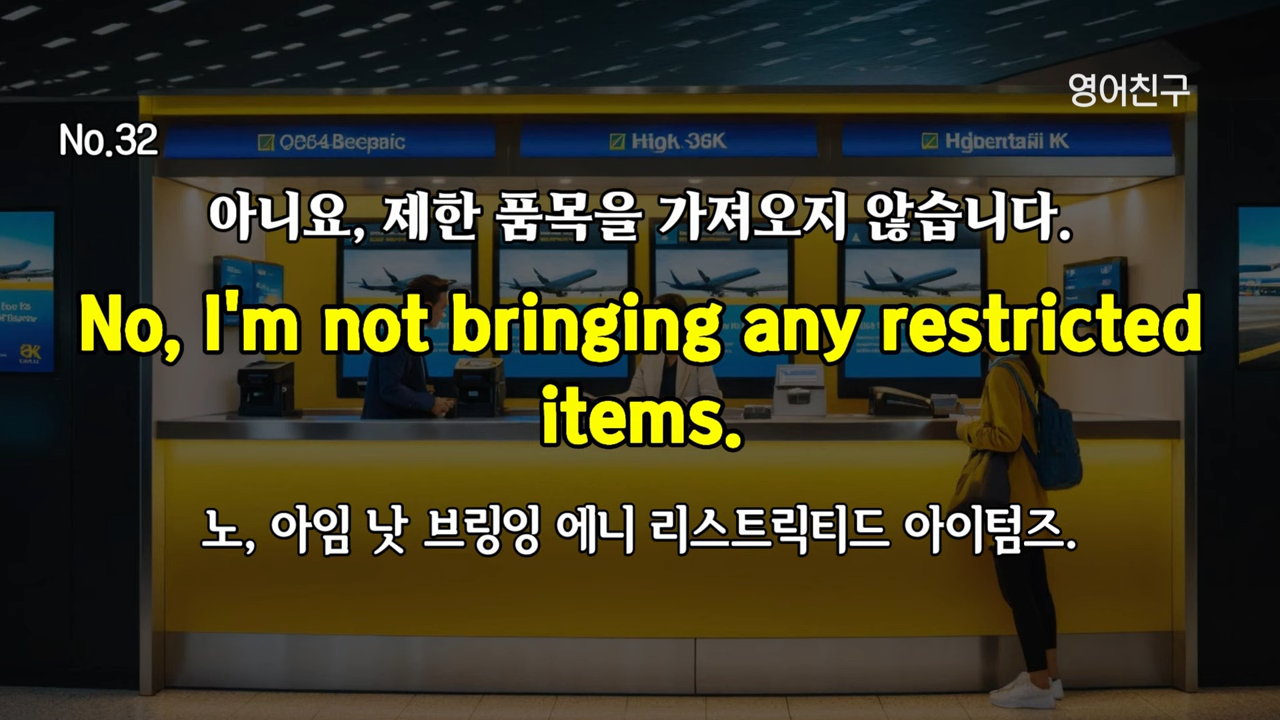 영어친구
No.32
아니요, 제한 품목을 가져오지 않습니다.
No, I'm not bringing any restricted
items.
노, 아임 낫 브링잉 에니 리스트릭티드 아이텀즈.